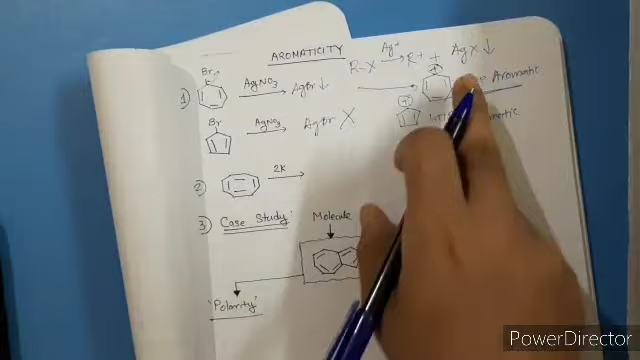 AROMATICITY
R-X Ag+ → R+ + AgX ↓
1) Br AgNO3 → AgBr ↓ Aromatic
Br AgNO3 → AgBr X
2) 2K →
3) Case Study: Molecule
'Polarity'
PowerDirector